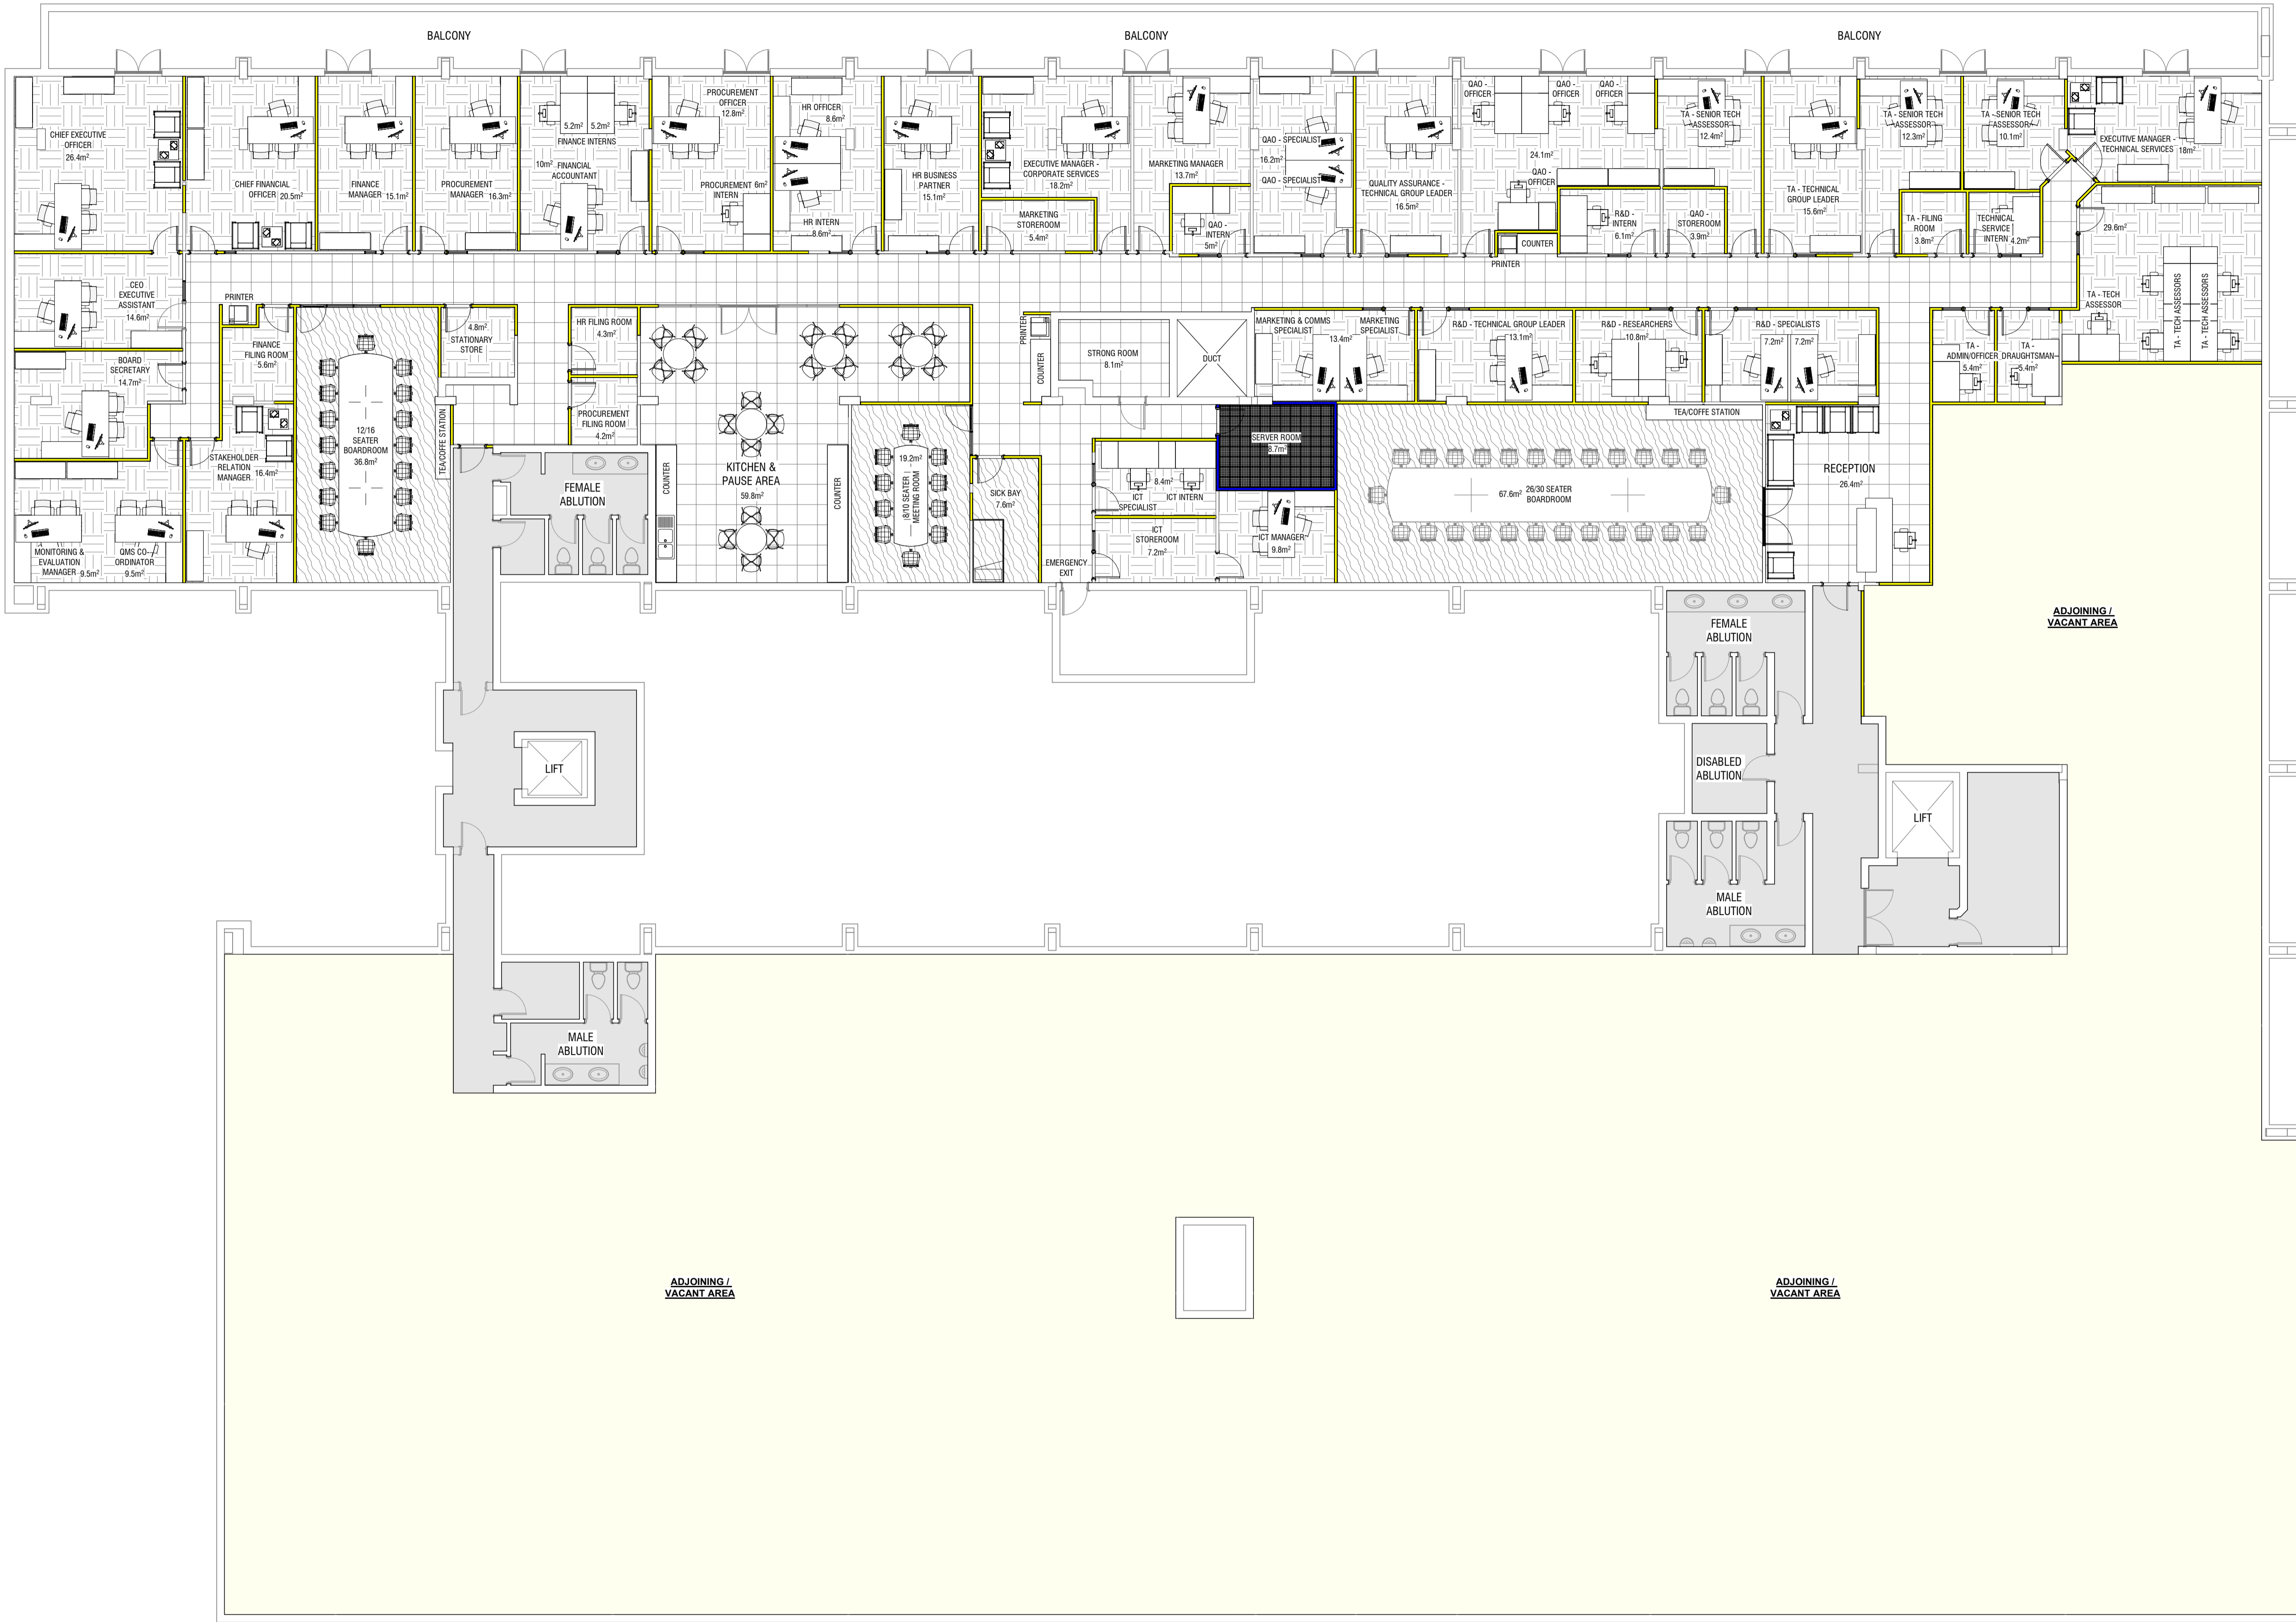 BALCONY
BALCONY
BALCONY
CHIEF EXECUTIVE
OFFICER
26.4m²
CHIEF FINANCIAL
OFFICER 20.5m²
FINANCE
MANAGER 15.1m²
PROCUREMENT
MANAGER 16.3m²
5.2m² 5.2m²
FINANCE INTERNS
10m² FINANCIAL
ACCOUNTANT
PROCUREMENT
OFFICER
12.8m²
PROCUREMENT 6m²
INTERN
HR OFFICER
8.6m²
HR INTERN
8.6m²
HR BUSINESS
PARTNER
15.1m²
EXECUTIVE MANAGER -
CORPORATE SERVICES
18.2m²
MARKETING
STOREROOM
5.4m²
MARKETING MANAGER
13.7m²
QAO -
INTERN
5m²
QAO - SPECIALIST
16.2m²
QAO - SPECIALIST
QUALITY ASSURANCE -
TECHNICAL GROUP LEADER
16.5m²
QAO -
OFFICER
QAO -
OFFICER
QAO -
OFFICER
24.1m²
QAO -
OFFICER
COUNTER
PRINTER
R&D -
INTERN
6.1m²
QAO -
STOREROOM
3.9m²
TA - SENIOR TECH
ASSESSOR
12.4m²
TA - TECHNICAL
GROUP LEADER
15.6m²
TA - SENIOR TECH
ASSESSOR
12.3m²
TA - FILING
ROOM
3.8m²
TA - SENIOR TECH
ASSESSOR
10.1m²
TECHNICAL
SERVICE
INTERN 4.2m²
EXECUTIVE MANAGER -
TECHNICAL SERVICES 18m²
29.6m²
TA - TECH
ASSESSOR
TA - TECH ASSESSORS
TA - TECH ASSESSORS
CEO
EXECUTIVE
ASSISTANT
14.6m²
PRINTER
FINANCE
FILING ROOM
5.6m²
BOARD
SECRETARY
14.7m²
STAKEHOLDER
RELATION 16.4m²
MANAGER
MONITORING &
EVALUATION
MANAGER 9.5m²
QMS CO-
ORDINATOR
9.5m²
12/16
SEATER
BOARDROOM
36.8m²
TEA/COFFE STATION
4.8m²
STATIONARY
STORE
HR FILING ROOM
4.3m²
PROCUREMENT
FILING ROOM
4.2m²
FEMALE
ABLUTION
COUNTER
KITCHEN &
PAUSE AREA
59.8m²
COUNTER
19.2m²
8/10 SEATER
MEETING ROOM
SICK BAY
7.6m²
PRINTER
COUNTER
STRONG ROOM
8.1m²
DUCT
EMERGENCY
EXIT
8.4m²
ICT
SPECIALIST
ICT INTERN
ICT
STOREROOM
7.2m²
SERVER ROOM
8.7m²
ICT MANAGER
9.8m²
MARKETING & COMMS
SPECIALIST
MARKETING
SPECIALIST
13.4m²
R&D - TECHNICAL GROUP LEADER
13.1m²
R&D - RESEARCHERS
10.8m²
R&D - SPECIALISTS
7.2m² 7.2m²
TEA/COFFE STATION
67.6m² 26/30 SEATER
BOARDROOM
RECEPTION
26.4m²
TA -
ADMIN/OFFICER
5.4m²
TA -
DRAUGHTSMAN
5.4m²
LIFT
MALE
ABLUTION
FEMALE
ABLUTION
DISABLED
ABLUTION
MALE
ABLUTION
LIFT
ADJOINING /
VACANT AREA
ADJOINING /
VACANT AREA
ADJOINING /
VACANT AREA